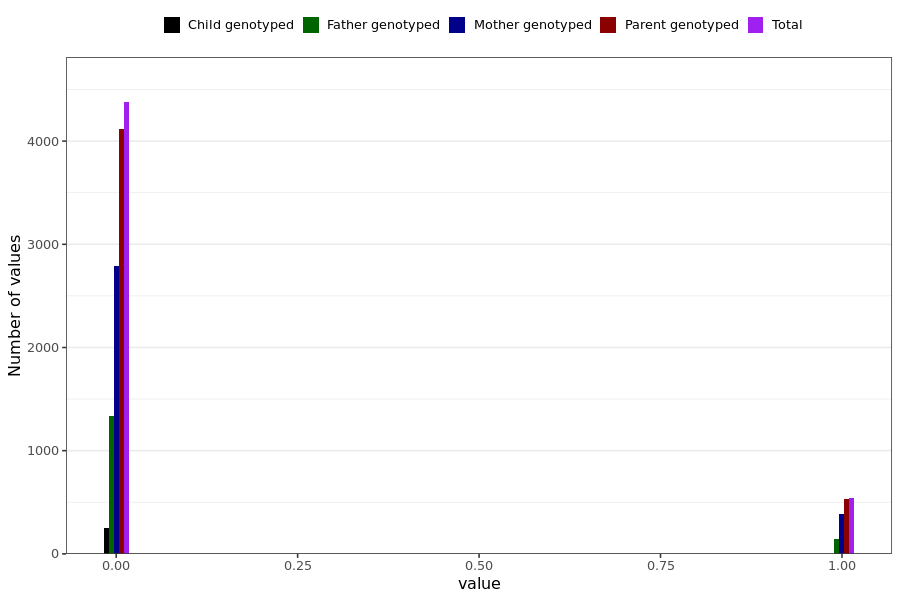 Child genotyped Father genotyped Mother genotyped Parent genotyped Total
Number of values
4000
3000
2000
1000
0
0.00 0.25 0.50 0.75 1.00
value